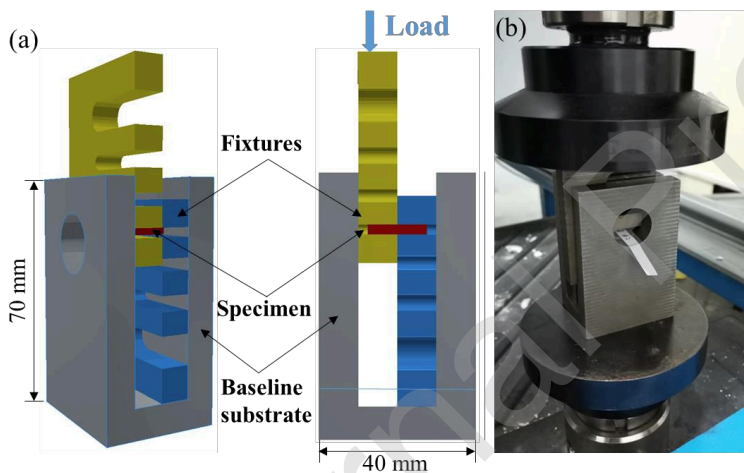 (a)
Load
(b)
Fixtures
70 mm
Specimen
Baseline
substrate
40 mm